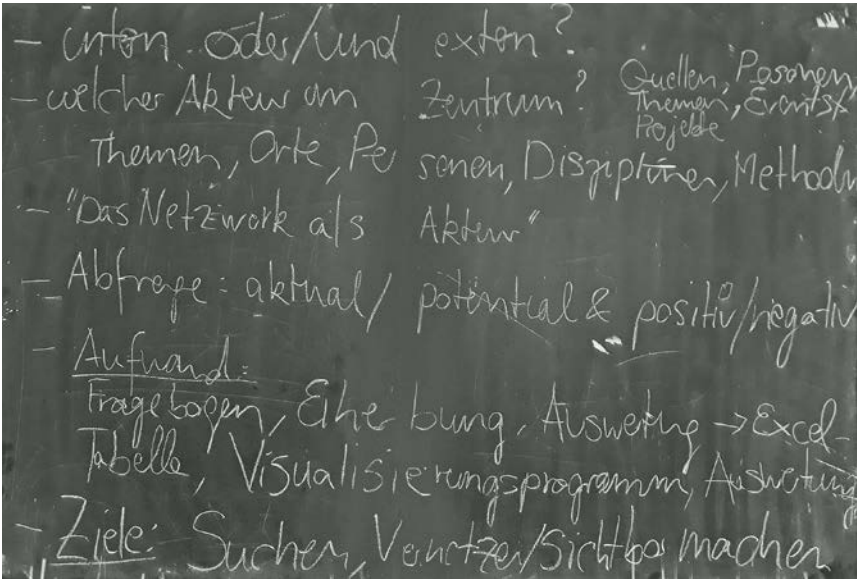 - intern oder/und extern?
- welcher Akteur im Zentrum? Quellen, Personen,
Themen, Events,
Projekte
Themen, Orte, Personen, Disziplinen, Methoden
- "Das Netzwerk als Akteur"
- Abfrage: aktual/ potential & positiv/negativ
- Aufwand:
Fragebogen, Erhebung, Auswertung → Excel-
Tabelle, Visualisierungsprogramm, Auswertung
- Ziele: Suchen, Vernetzen/Sichtbar machen